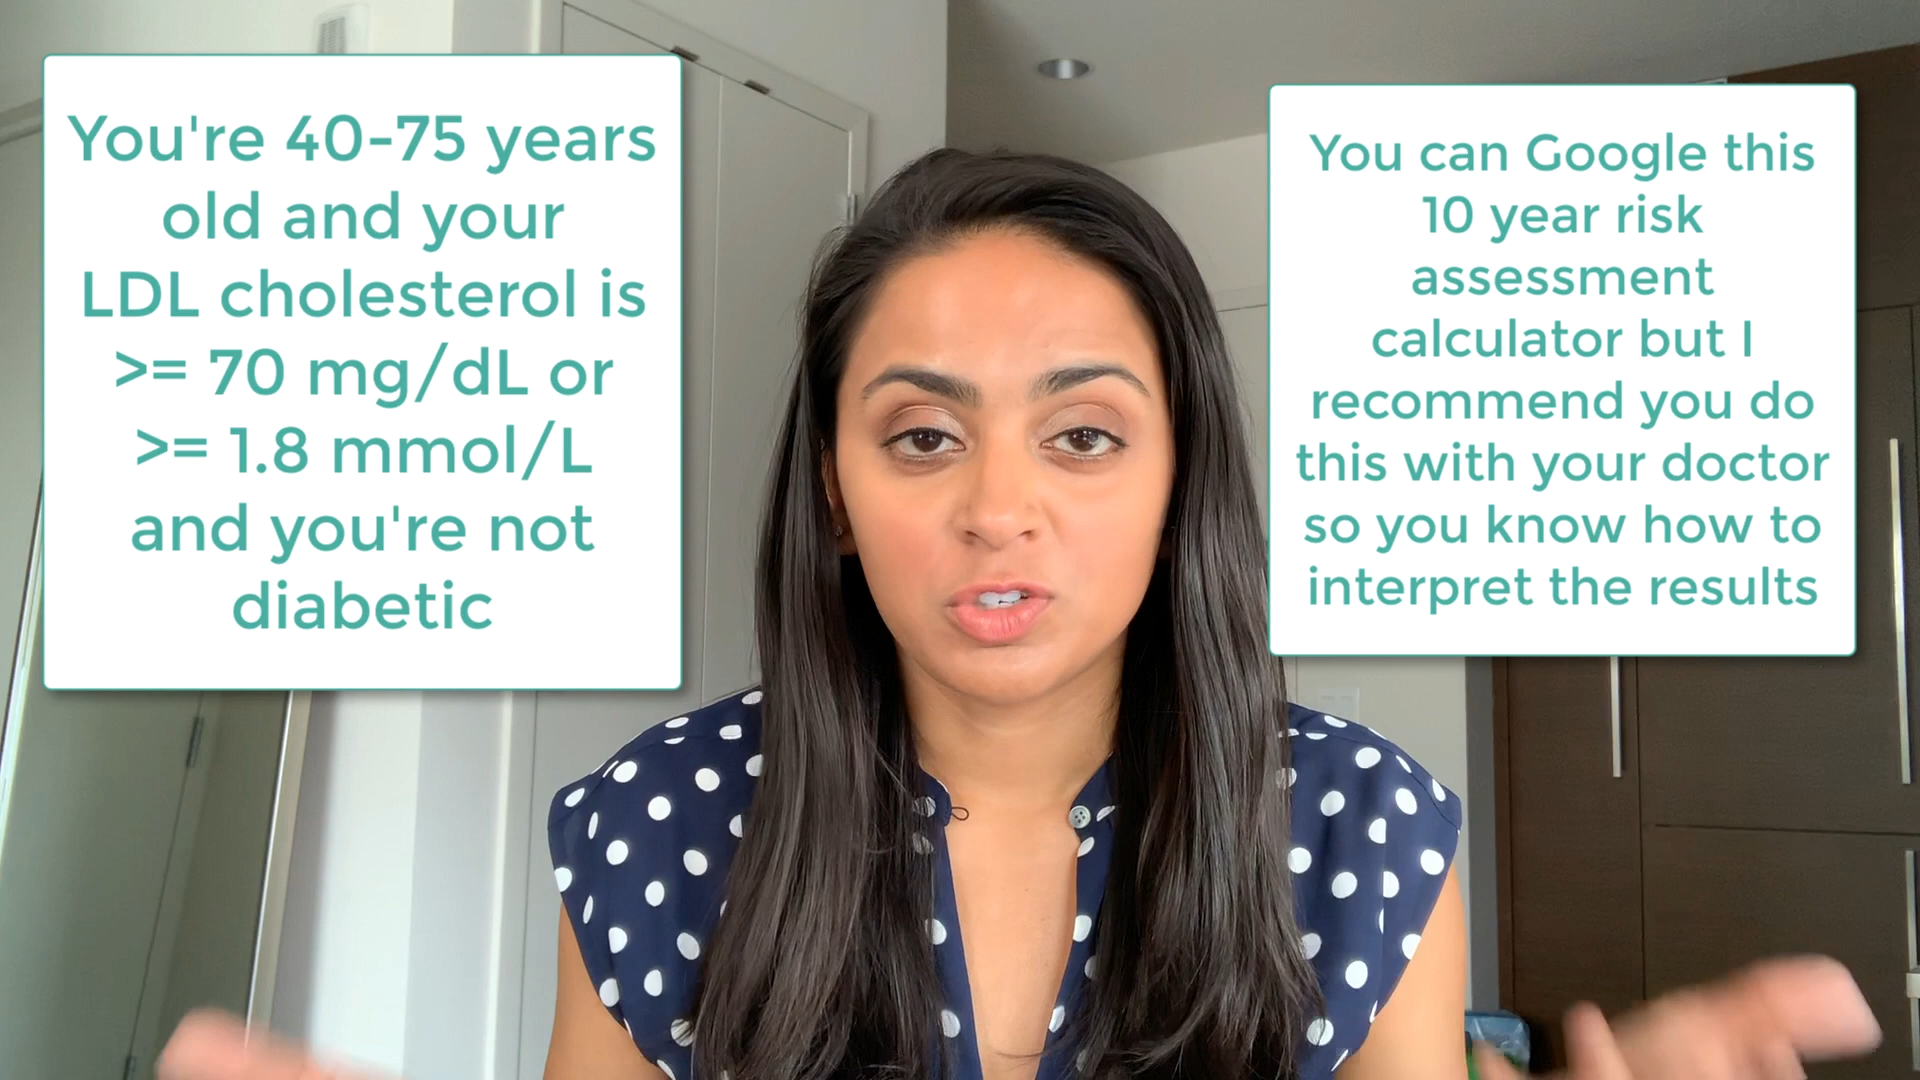 You're 40-75 years
old and your
LDL cholesterol is
>= 70 mg/dL or
>= 1.8 mmol/L
and you're not
diabetic
You can Google this
10 year risk
assessment
calculator but I
recommend you do
this with your doctor
so you know how to
interpret the results